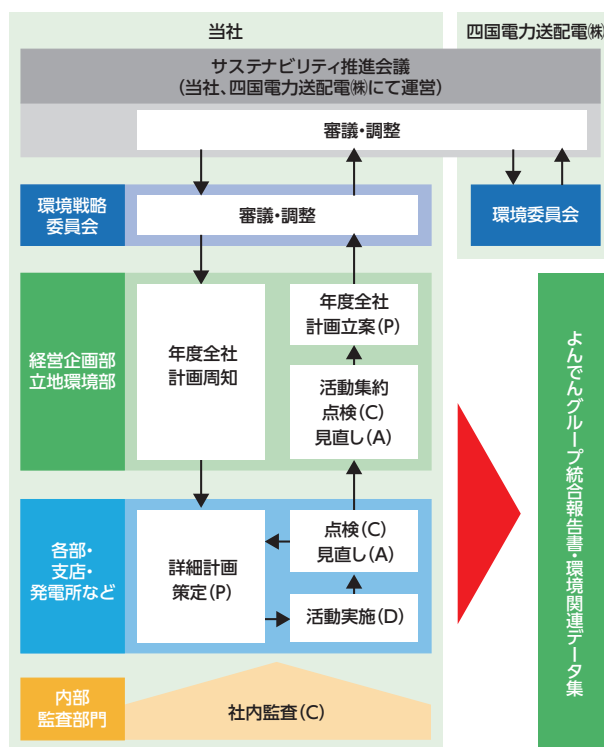 当社
四国電力送配電㈱
サステナビリティ推進会議
(当社、四国電力送配電㈱にて運営)
審議・調整
環境戦略
委員会
審議・調整
環境委員会
経営企画部
立地環境部
年度全社
計画周知
年度全社
計画立案(P)
活動集約
点検(C)
見直し(A)
各部・
支店・
発電所など
詳細計画
策定(P)
点検(C)
見直し(A)
活動実施(D)
内部
監査部門
社内監査(C)
よんでんグループ統合報告書・環境関連データ集